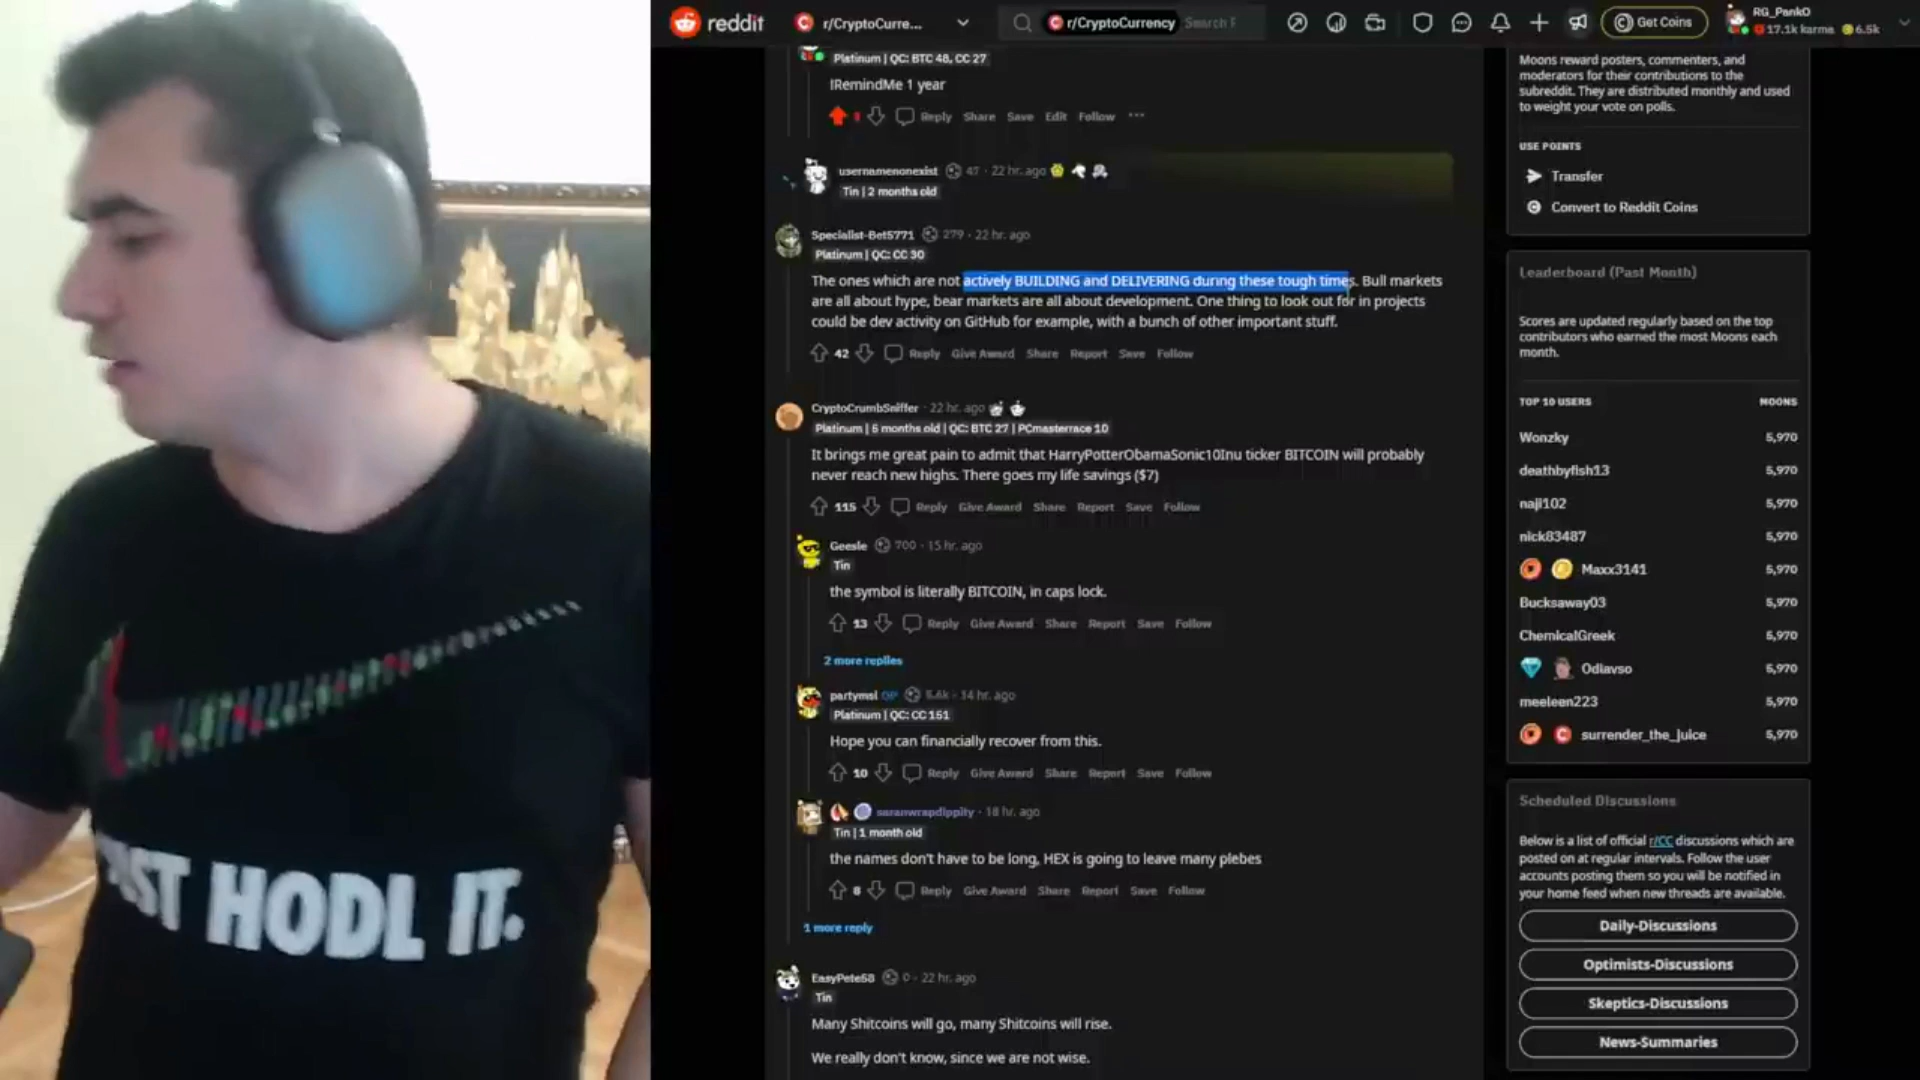 reddit
r/CryptoCurre...
r/CryptoCurrency
Get Coins
RG_PankO
17.1k karma 6.5k
Platinum | QC: BTC 48, CC 27
!RemindMe 1 year
Reply Share Save Edit Follow
usernamenonexist 47 · 22 hr. ago
Tin | 2 months old
Specialist-Bet5771 279 · 22 hr. ago
Platinum | QC: CC 30
The ones which are not actively BUILDING and DELIVERING during these tough times. Bull markets
are all about hype, bear markets are all about development. One thing to look out for in projects
could be dev activity on GitHub for example, with a bunch of other important stuff.
42 Reply Give Award Share Report Save Follow
CryptoCrumbSniffer · 22 hr. ago
Platinum | 6 months old | QC: BTC 27 | PCmasterrace 10
It brings me great pain to admit that HarryPotterObamaSonic10Inu ticker BITCOIN will probably
never reach new highs. There goes my life savings ($7)
115 Reply Give Award Share Report Save Follow
Geesle 700 · 15 hr. ago
Tin
the symbol is literally BITCOIN, in caps lock.
13 Reply Give Award Share Report Save Follow
2 more replies
partymsl OP 5.6k · 14 hr. ago
Platinum | QC: CC 151
Hope you can financially recover from this.
10 Reply Give Award Share Report Save Follow
saranwrapdippity · 18 hr. ago
Tin | 1 month old
the names don't have to be long, HEX is going to leave many plebes
8 Reply Give Award Share Report Save Follow
1 more reply
EasyPete58 0 · 22 hr. ago
Tin
Many Shitcoins will go, many Shitcoins will rise.
We really don't know, since we are not wise.
Moons reward posters, commenters, and
moderators for their contributions to the
subreddit. They are distributed monthly and used
to weight your vote on polls.
USE POINTS
Transfer
Convert to Reddit Coins
Leaderboard (Past Month)
Scores are updated regularly based on the top
contributors who earned the most Moons each
month.
TOP 10 USERS MOONS
Wonzky 5,970
deathbyfish13 5,970
naji102 5,970
nick83487 5,970
Maxx3141 5,970
Bucksaway03 5,970
ChemicalGreek 5,970
Odlavso 5,970
meeleen223 5,970
surrender_the_juice 5,970
Scheduled Discussions
Below is a list of official r/CC discussions which are
posted on at regular intervals. Follow the user
accounts posting them so you will be notified in
your home feed when new threads are available.
Daily-Discussions
Optimists-Discussions
Skeptics-Discussions
News-Summaries
HODL IT.